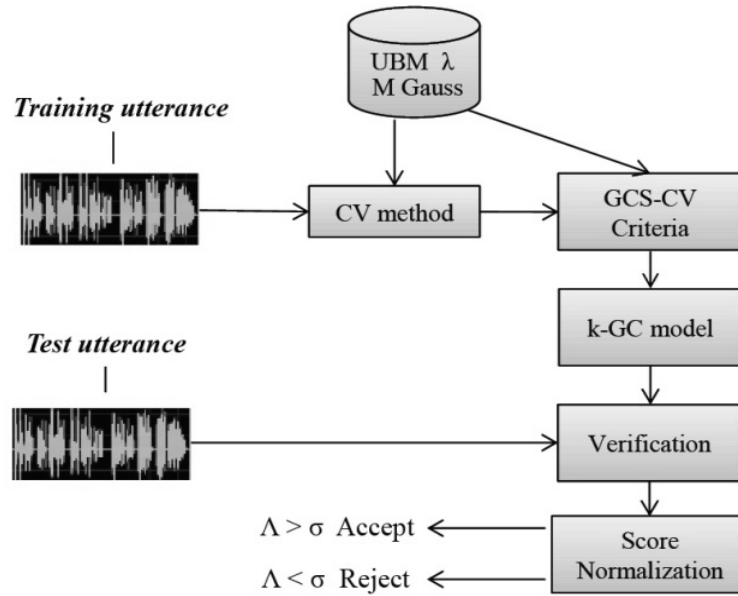 UBM λ
M Gauss
Training utterance
CV method
GCS-CV
Criteria
k-GC model
Test utterance
Verification
Λ > σ Accept
Λ < σ Reject
Score
Normalization